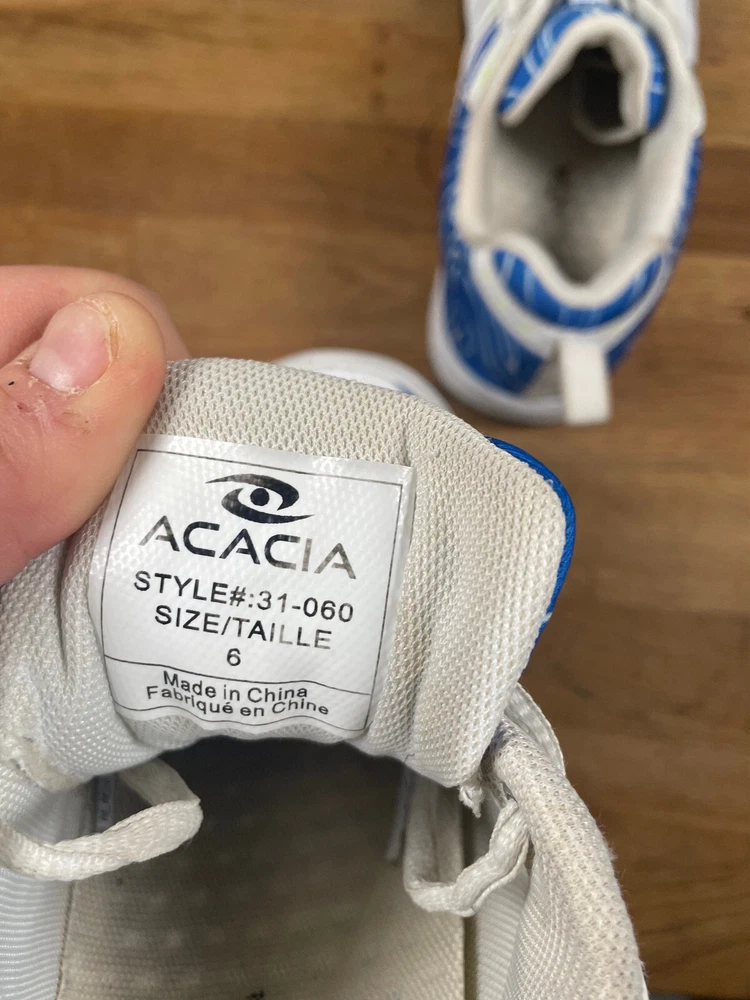 ACACIA
STYLE#:31-060
SIZE/TAILLE
6
Made in China
Fabriqué en Chine